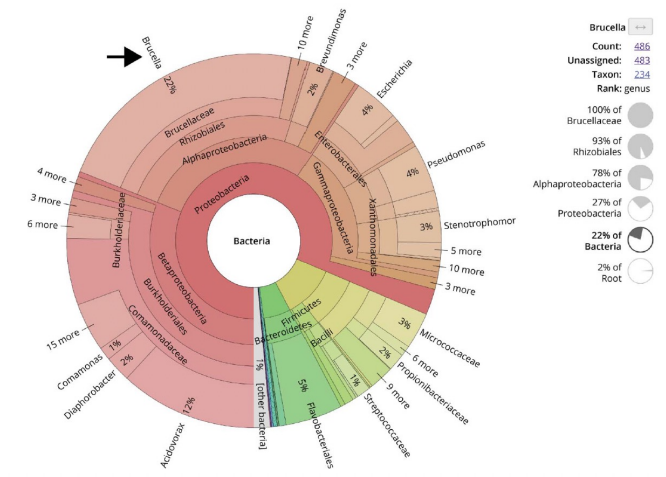 Brucella
22%
10 more
Brevundimonas
2%
3 more
Escherichia
4%
Pseudomonas
4%
Stenotrophomor
3%
5 more
10 more
3 more
Micrococcaceae
3%
6 more
Propionibacteriaceae
2%
9 more
Streptococcaceae
1%
Flavobacteriales
5%
[other bacteria]
1%
Acidovorax
12%
Diaphorobacter
2%
Comamonas
1%
15 more
6 more
3 more
4 more
Brucellaceae
Rhizobiales
Alphaproteobacteria
Proteobacteria
Enterobacterales
Gammaproteobacteria
Xanthomonadales
Burkholderiaceae
Betaproteobacteria
Burkholderiales
Comamonadaceae
Bacteria
Firmicutes
Bacteroidetes
Bacilli
Brucella
Count: 486
Unassigned: 483
Taxon: 234
Rank: genus
100% of
Brucellaceae
93% of
Rhizobiales
78% of
Alphaproteobacteria
27% of
Proteobacteria
22% of
Bacteria
2% of
Root